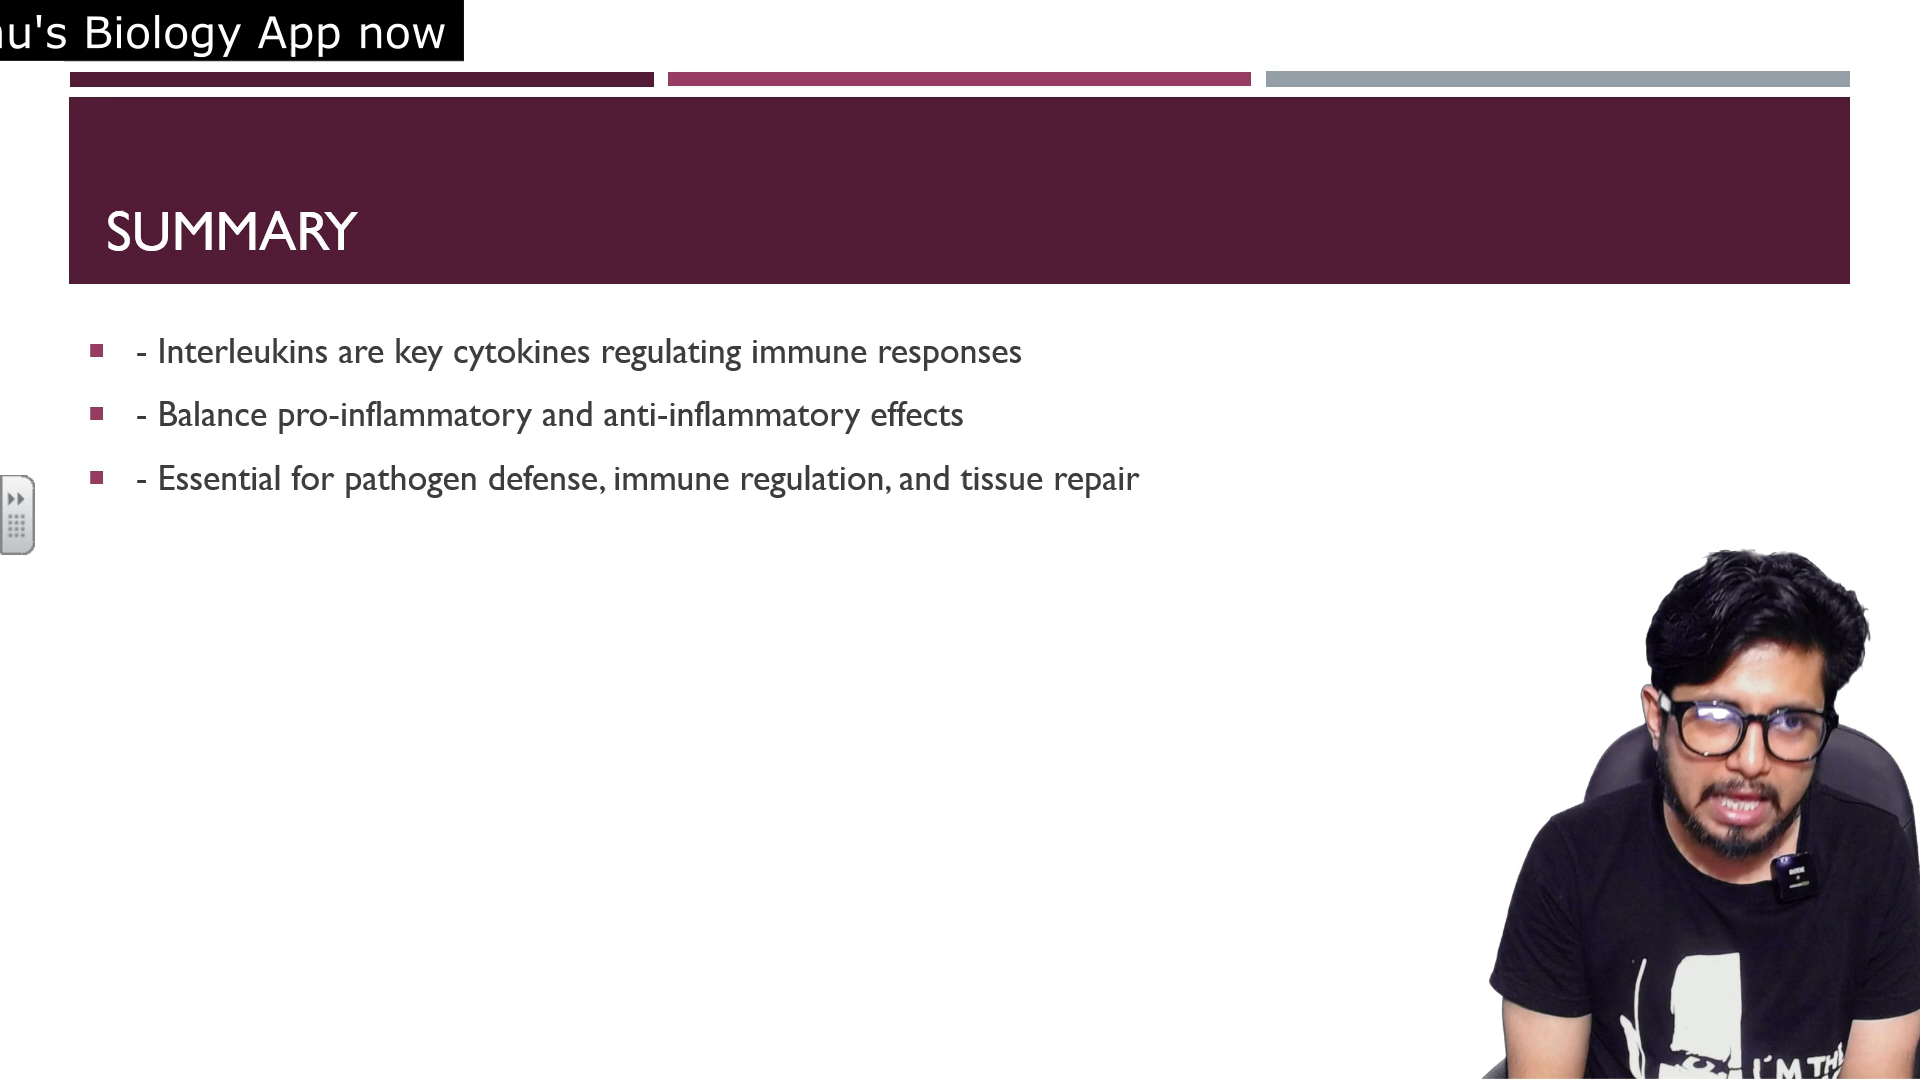 Biology App now
SUMMARY
- Interleukins are key cytokines regulating immune responses
- Balance pro-inflammatory and anti-inflammatory effects
- Essential for pathogen defense, immune regulation, and tissue repair
I'M THE